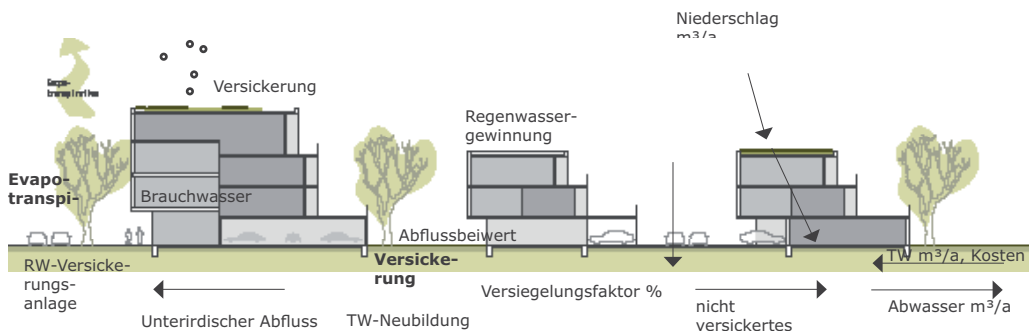 Niederschlag
m³/a
Versickerung
Regenwasser-
gewinnung
Evapo-
transpi-
Brauchwasser
Abflussbeiwert
Versicke-
rung
TW m³/a, Kosten
RW-Versicke-
rungs-
anlage
Versiegelungsfaktor %
nicht
versickertes
Abwasser m³/a
Unterirdischer Abfluss
TW-Neubildung